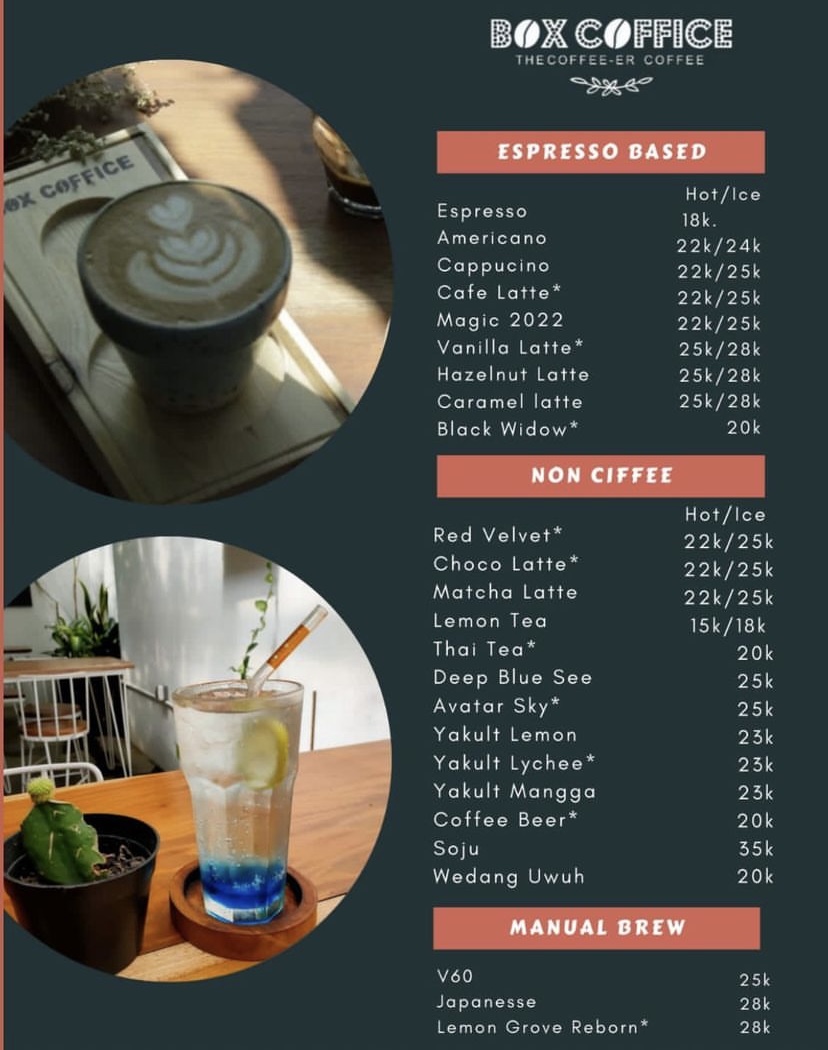 BOX COFFICE
THECOFFEE-ER COFFEE
BOX COFFICE
ESPRESSO BASED
Hot/Ice
Espresso 18k.
Americano 22k/24k
Cappucino 22k/25k
Cafe Latte* 22k/25k
Magic 2022 22k/25k
Vanilla Latte* 25k/28k
Hazelnut Latte 25k/28k
Caramel latte 25k/28k
Black Widow* 20k
NON CIFFEE
Hot/Ice
Red Velvet* 22k/25k
Choco Latte* 22k/25k
Matcha Latte 22k/25k
Lemon Tea 15k/18k
Thai Tea* 20k
Deep Blue See 25k
Avatar Sky* 25k
Yakult Lemon 23k
Yakult Lychee* 23k
Yakult Mangga 23k
Coffee Beer* 20k
Soju 35k
Wedang Uwuh 20k
MANUAL BREW
V60 25k
Japanesse 28k
Lemon Grove Reborn* 28k